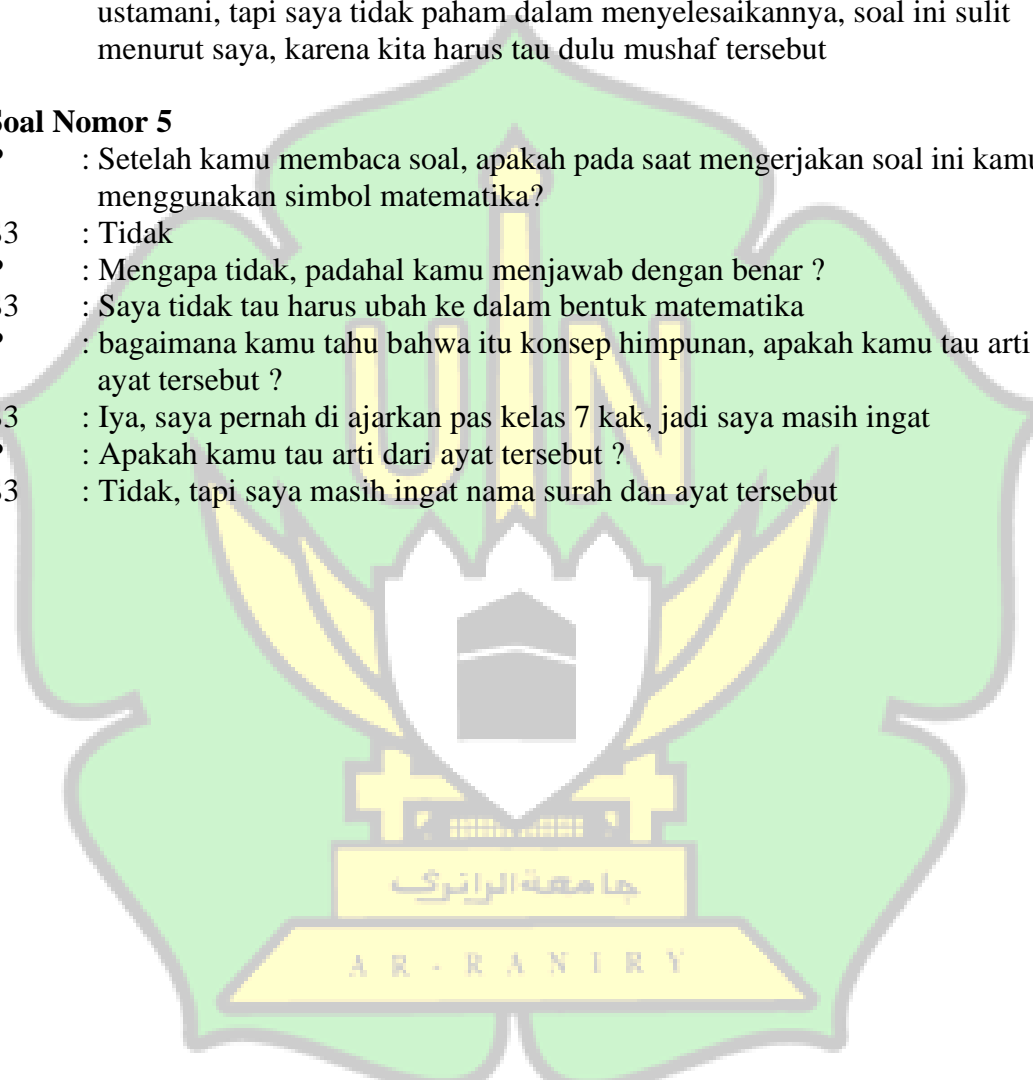 ustamani, tapi saya tidak paham dalam menyelesaikannya, soal ini sulit
menurut saya, karena kita harus tau dulu mushaf tersebut
Soal Nomor 5
: Setelah kamu membaca soal, apakah pada saat mengerjakan soal ini kamu
menggunakan simbol matematika?
3 : Tidak
: Mengapa tidak, padahal kamu menjawab dengan benar ?
3 : Saya tidak tau harus ubah ke dalam bentuk matematika
: bagaimana kamu tahu bahwa itu konsep himpunan, apakah kamu tau arti
ayat tersebut ?
3 : Iya, saya pernah di ajarkan pas kelas 7 kak, jadi saya masih ingat
: Apakah kamu tau arti dari ayat tersebut ?
3 : Tidak, tapi saya masih ingat nama surah dan ayat tersebut
UIN
جامعة الرانيري
A R - R A N I R Y